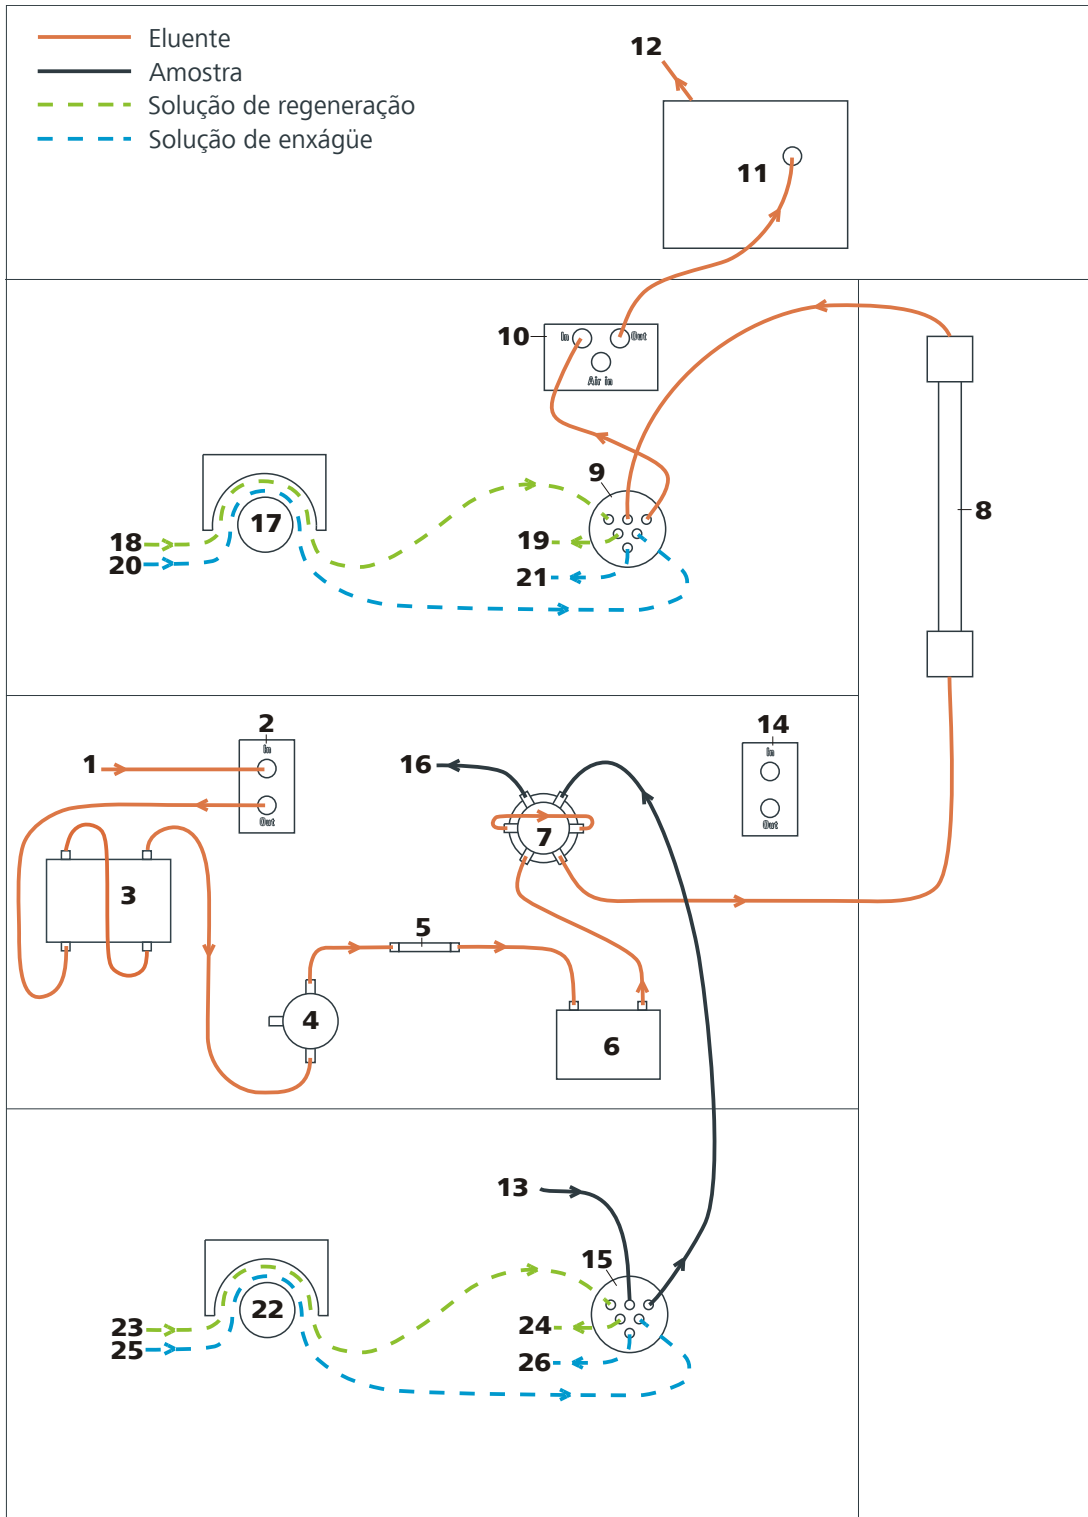 Eluente
Amostra
Solução de regeneração
Solução de enxágüe
12
11
10
In
Out
Air in
9
8
17
18
20
19
21
2
In
1
Out
16
7
14
In
Out
3
5
4
6
13
15
22
23
25
24
26